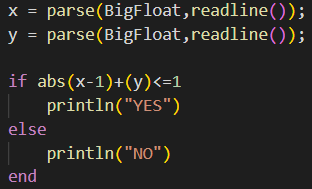 x = parse(BigFloat,readline());
y = parse(BigFloat,readline());
if abs(x-1)+(y)<=1
    println("YES")
else
    println("NO")
end